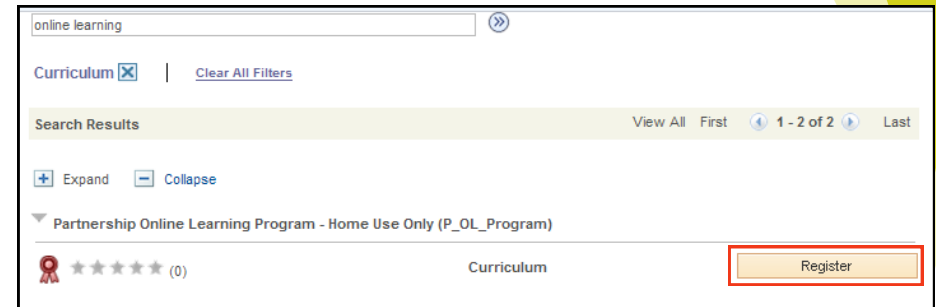 online learning
Curriculum | Clear All Filters
Search Results View All First 1 - 2 of 2 Last
Expand Collapse
Partnership Online Learning Program - Home Use Only (P_OL_Program)
(0) Curriculum Register